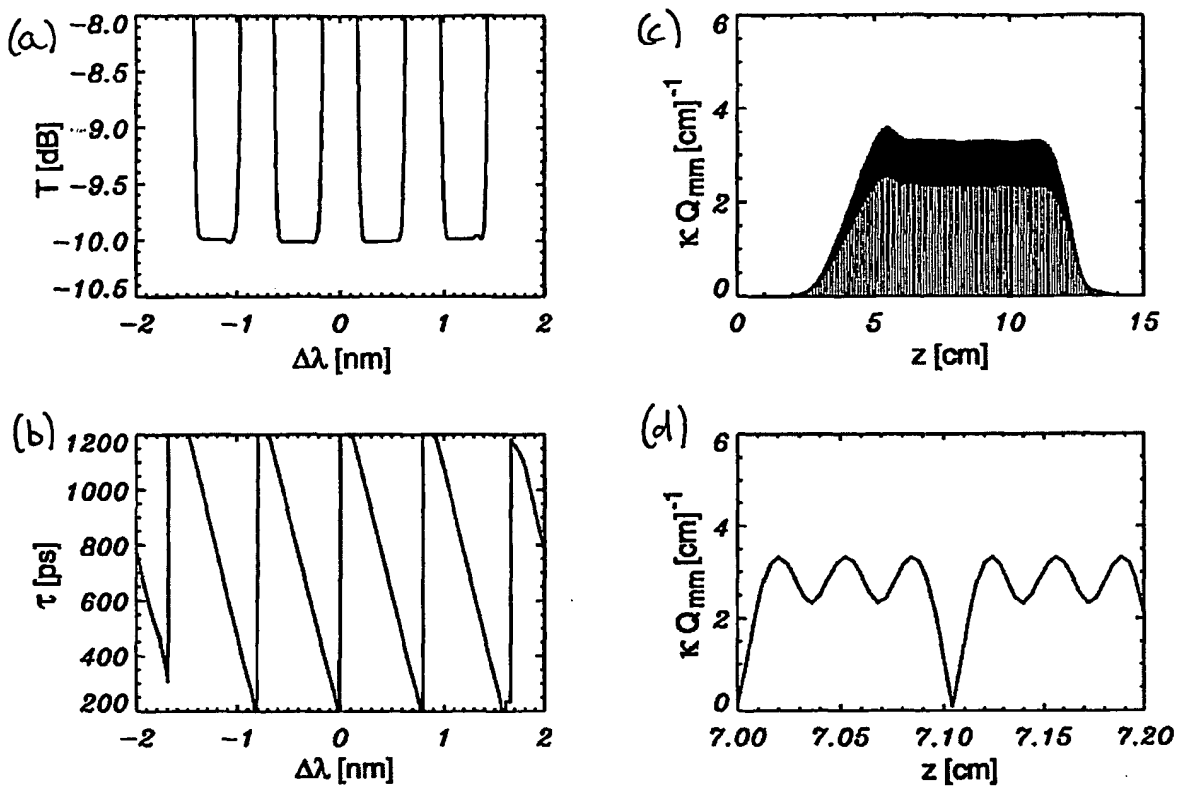 (a)
T [dB]
-8.0
-8.5
-9.0
-9.5
-10.0
-10.5
-2 -1 0 1 2
Δλ [nm]
(c)
κ Q_mm [cm]^-1
6
4
2
0
0 5 10 15
z [cm]
(b)
τ [ps]
1200
1000
800
600
400
200
-2 -1 0 1 2
Δλ [nm]
(d)
κ Q_mm [cm]^-1
6
4
2
0
7.00 7.05 7.10 7.15 7.20
z [cm]